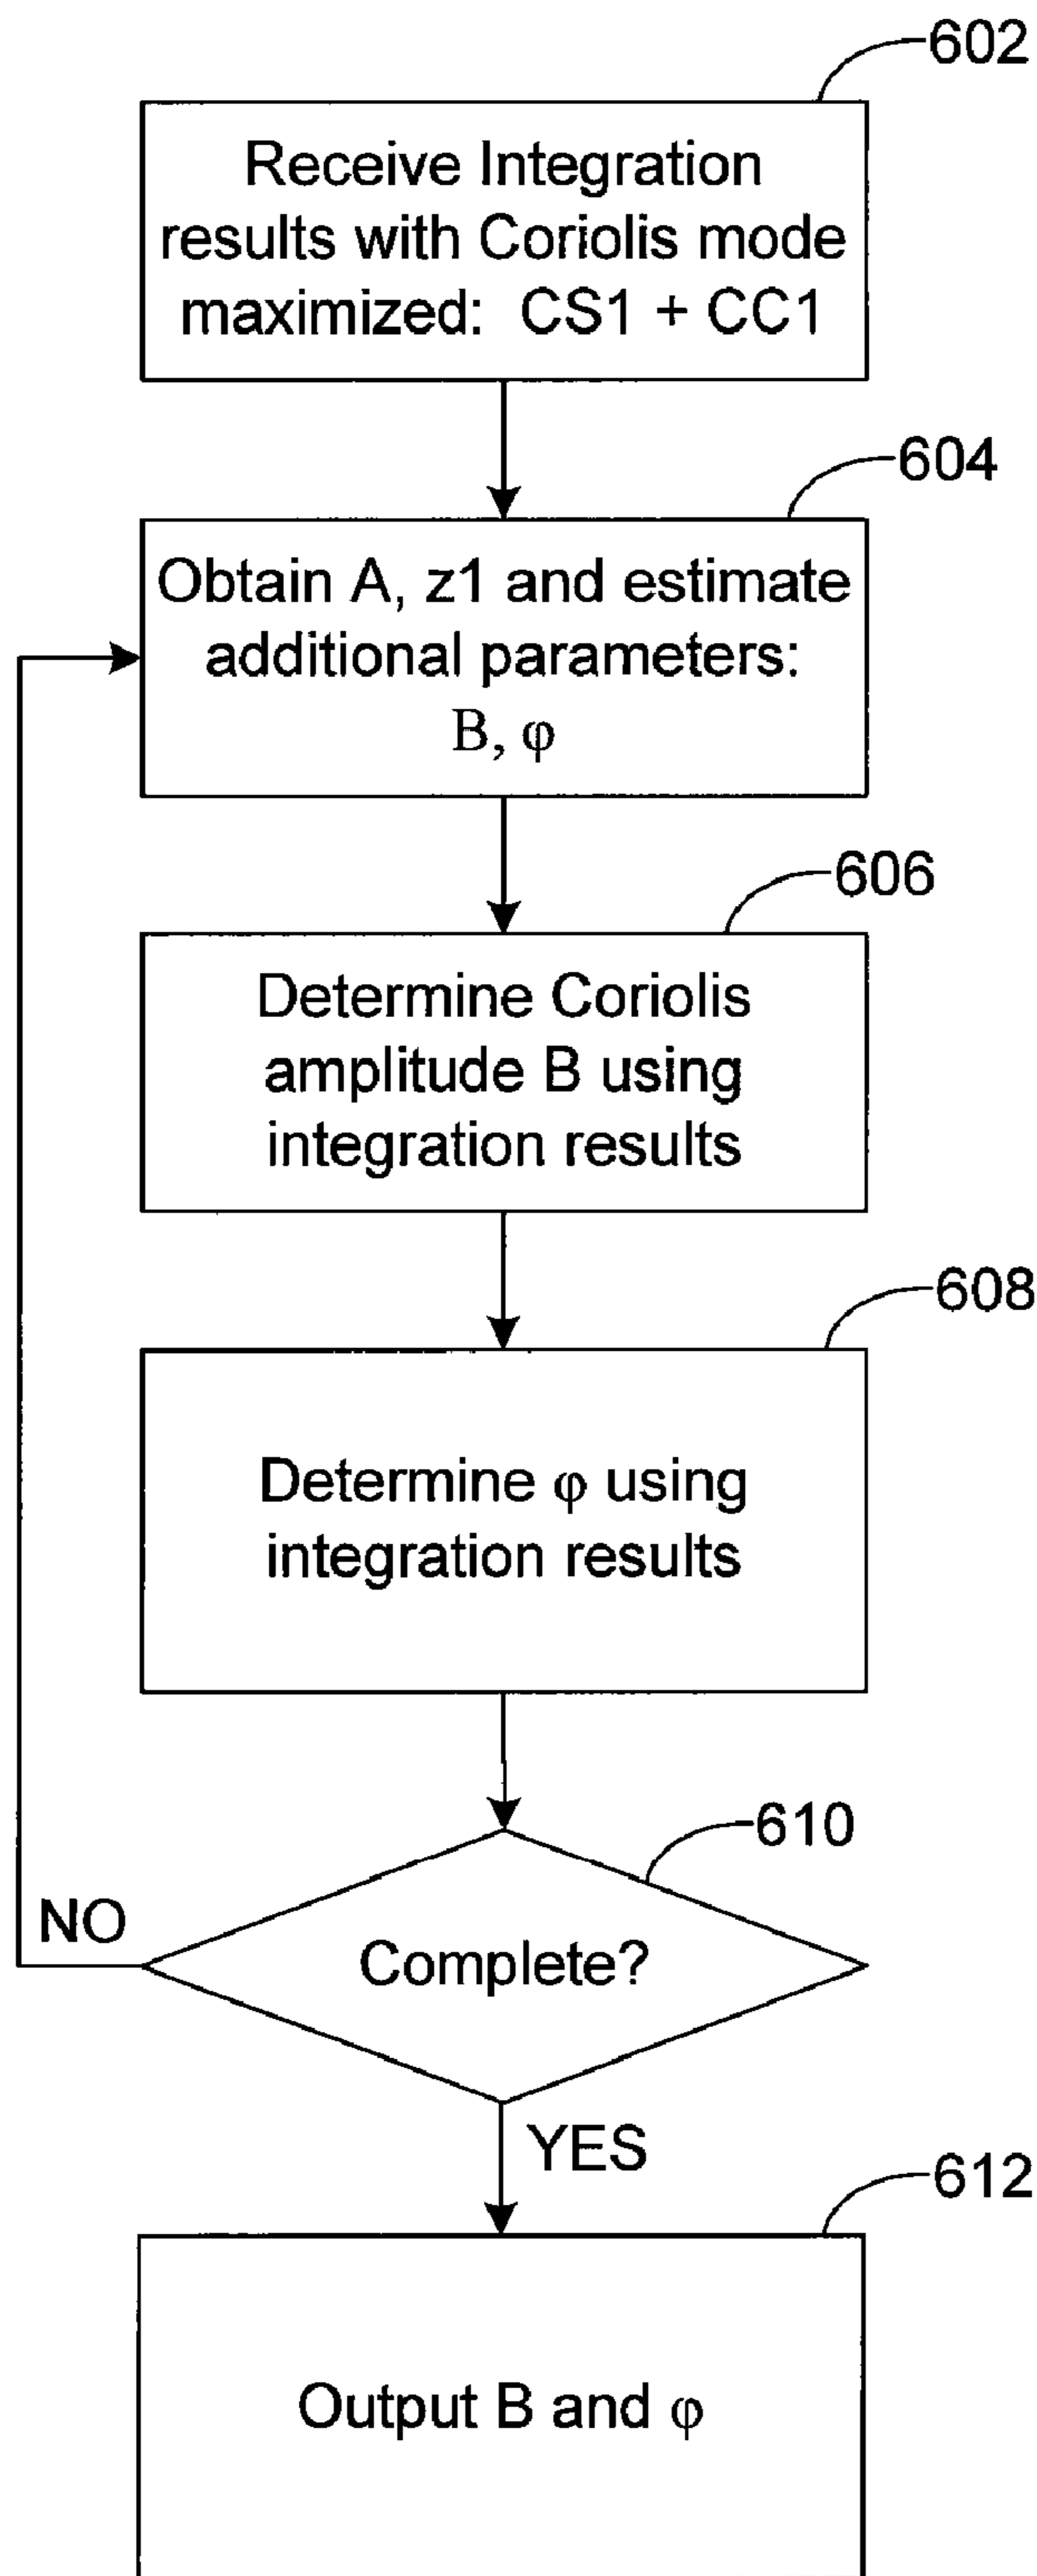 602
Receive Integration
results with Coriolis mode
maximized: CS1 + CC1
604
Obtain A, z1 and estimate
additional parameters:
B, φ
606
Determine Coriolis
amplitude B using
integration results
608
Determine φ using
integration results
610
NO
Complete?
YES
612
Output B and φ